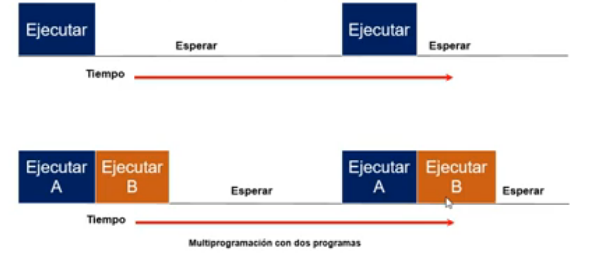 Ejecutar
Esperar
Ejecutar
Esperar
Tiempo
Ejecutar
A
Ejecutar
B
Esperar
Ejecutar
A
Ejecutar
B
Esperar
Tiempo
Multiprogramación con dos programas